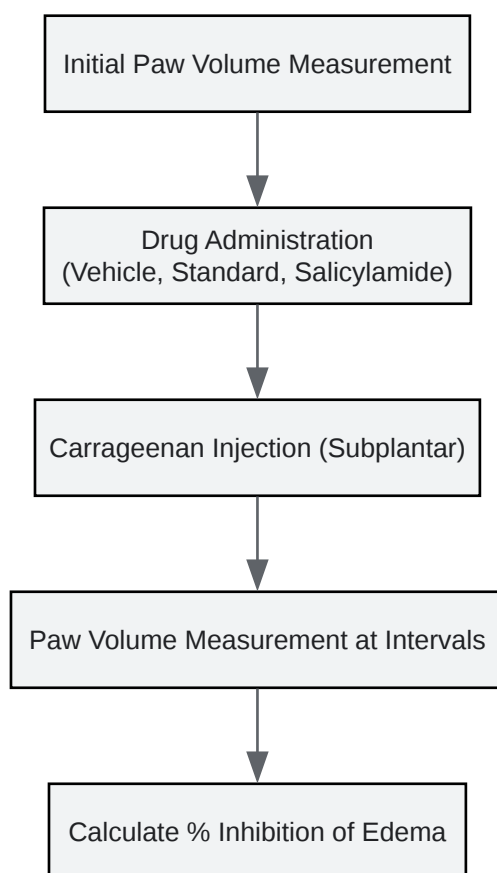 Initial Paw Volume Measurement
Drug Administration
(Vehicle, Standard, Salicylamide)
Carrageenan Injection (Subplantar)
Paw Volume Measurement at Intervals
Calculate % Inhibition of Edema